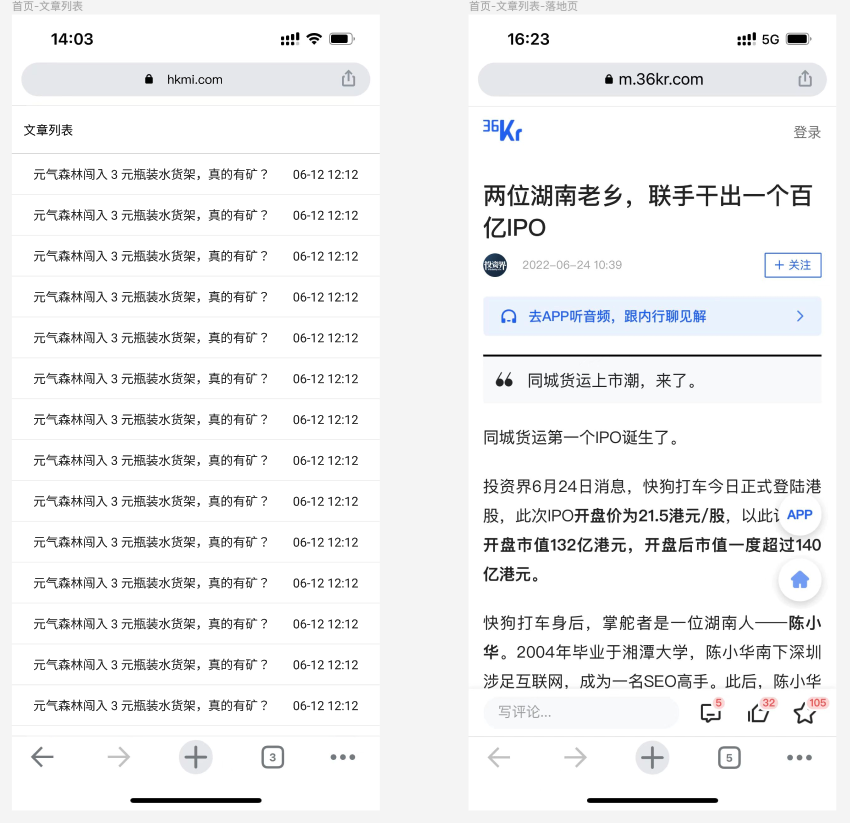 首页-文章列表
14:03
hkmi.com
文章列表
元气森林闯入 3 元瓶装水货架，真的有矿？ 06-12 12:12
元气森林闯入 3 元瓶装水货架，真的有矿？ 06-12 12:12
元气森林闯入 3 元瓶装水货架，真的有矿？ 06-12 12:12
元气森林闯入 3 元瓶装水货架，真的有矿？ 06-12 12:12
元气森林闯入 3 元瓶装水货架，真的有矿？ 06-12 12:12
元气森林闯入 3 元瓶装水货架，真的有矿？ 06-12 12:12
元气森林闯入 3 元瓶装水货架，真的有矿？ 06-12 12:12
元气森林闯入 3 元瓶装水货架，真的有矿？ 06-12 12:12
元气森林闯入 3 元瓶装水货架，真的有矿？ 06-12 12:12
元气森林闯入 3 元瓶装水货架，真的有矿？ 06-12 12:12
元气森林闯入 3 元瓶装水货架，真的有矿？ 06-12 12:12
元气森林闯入 3 元瓶装水货架，真的有矿？ 06-12 12:12
元气森林闯入 3 元瓶装水货架，真的有矿？ 06-12 12:12
元气森林闯入 3 元瓶装水货架，真的有矿？ 06-12 12:12
3
首页-文章列表-落地页
16:23 5G
m.36kr.com
36Kr 登录
两位湖南老乡，联手干出一个百
亿IPO
投资界 2022-06-24 10:39 + 关注
去APP听音频，跟内行聊见解
同城货运上市潮，来了。
同城货运第一个IPO诞生了。
投资界6月24日消息，快狗打车今日正式登陆港
股，此次IPO开盘价为21.5港元/股，以此
APP
开盘市值132亿港元，开盘后市值一度超过140
亿港元。
快狗打车身后，掌舵者是一位湖南人——陈小
华。2004年毕业于湘潭大学，陈小华南下深圳
涉足互联网，成为一名SEO高手。此后，陈小华
写评论... 5 32 105
5